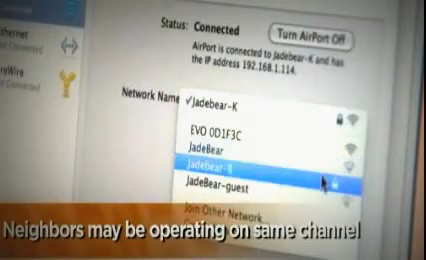 Status: Connected
Turn AirPort Off
AirPort is connected to Jadebear-K and has
the IP address 192.168.1.114.
Ethernet
reWire
Network Name
✓Jadebear-K
EVO 0D1F3C
JadeBear
JadeBear-guest
Join Other Network...
Neighbors may be operating on same channel